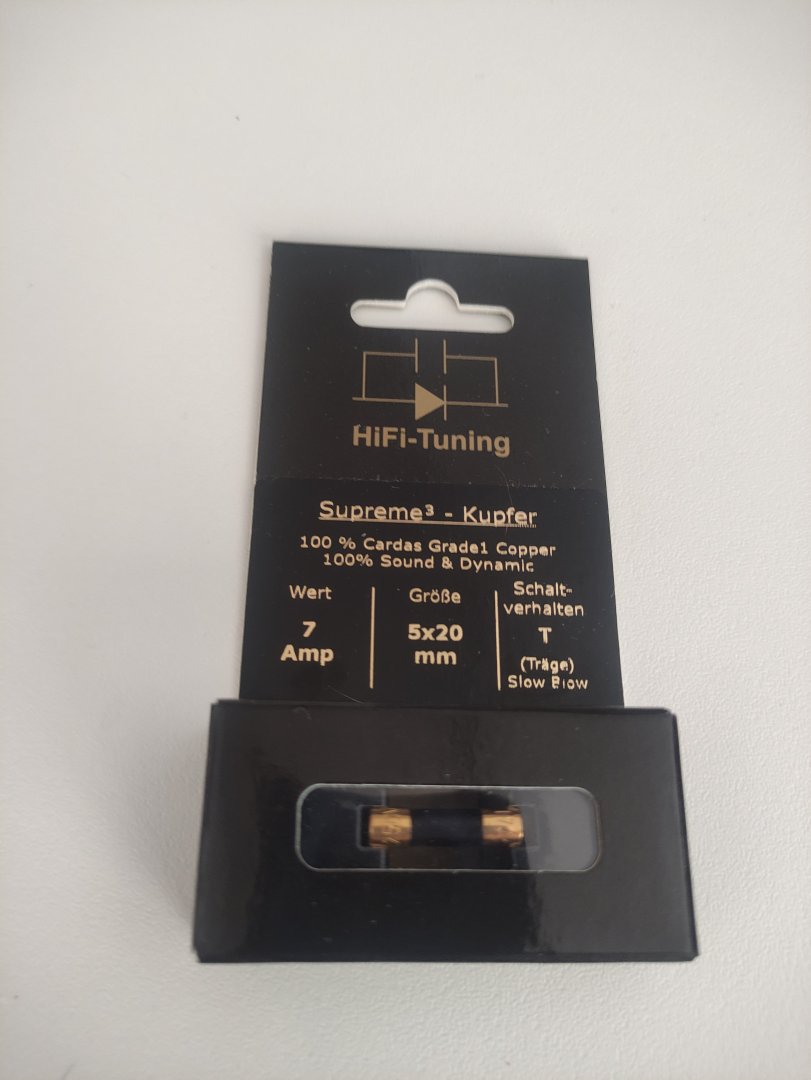 HiFi-Tuning
Supreme³ - Kupfer
100 % Cardas Grade1 Copper
100% Sound & Dynamic
Wert
7
Amp
Größe
5x20
mm
Schalt-
verhalten
T
(Träge)
Slow Blow